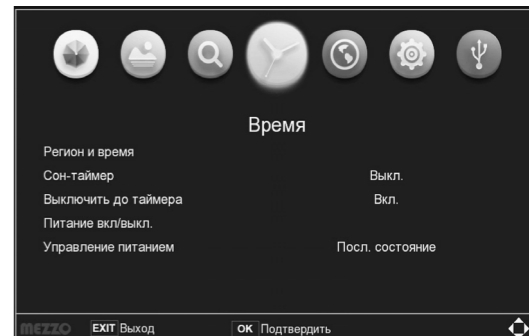 Время
Регион и время
Сон-таймер Выкл.
Выключить до таймера Вкл.
Питание вкл/выкл.
Управление питанием Посл. состояние
mezzo EXIT Выход OK Подтвердить